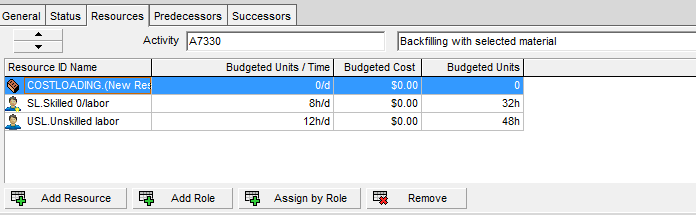 General Status Resources Predecessors Successors
Activity A7330 Backfilling with selected material
Resource ID Name Budgeted Units / Time Budgeted Cost Budgeted Units
COSTLOADING.(New Res 0/d $0.00 0
SL.Skilled 0/labor 8h/d $0.00 32h
USL.Unskilled labor 12h/d $0.00 48h
Add Resource Add Role Assign by Role Remove